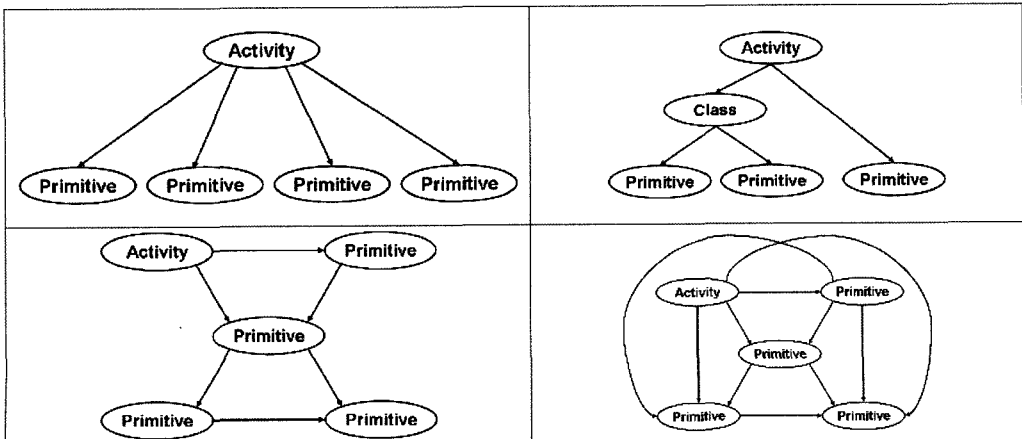 Activity
Primitive Primitive Primitive Primitive
Activity
Class
Primitive Primitive Primitive
Activity Primitive
Primitive
Primitive Primitive
Activity Primitive
Primitive
Primitive Primitive